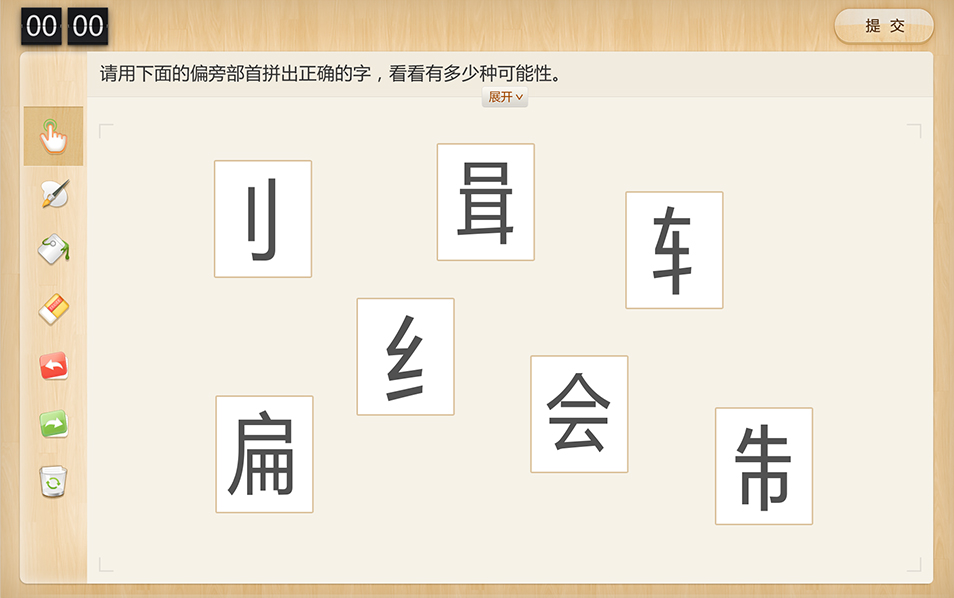 00 00
提 交
请用下面的偏旁部首拼出正确的字，看看有多少种可能性。
展开
刂
咠
车
纟
会
扁